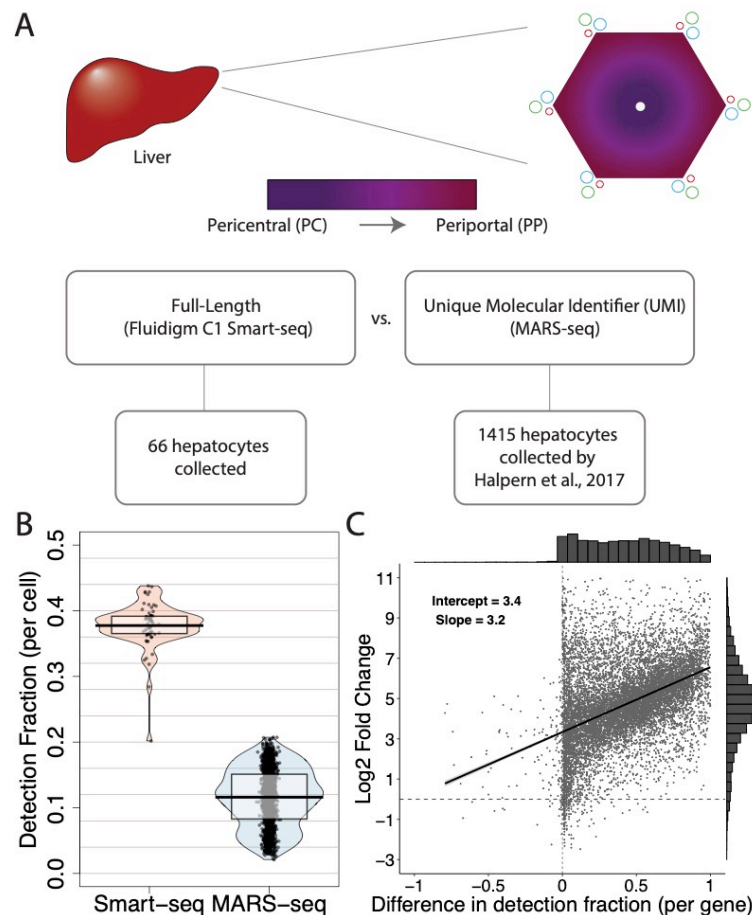 A
Liver
Pericentral (PC)
Periportal (PP)
Full-Length
(Fluidigm C1 Smart-seq)
vs.
Unique Molecular Identifier (UMI)
(MARS-seq)
66 hepatocytes
collected
1415 hepatocytes
collected by
Halpern et al., 2017
B
Detection Fraction (per cell)
0.5
0.4
0.3
0.2
0.1
0.0
Smart-seq MARS-seq
C
Log2 Fold Change
11
9
7
5
3
1
-1
-3
Intercept = 3.4
Slope = 3.2
-1 -0.5 0 0.5 1
Difference in detection fraction (per gene)